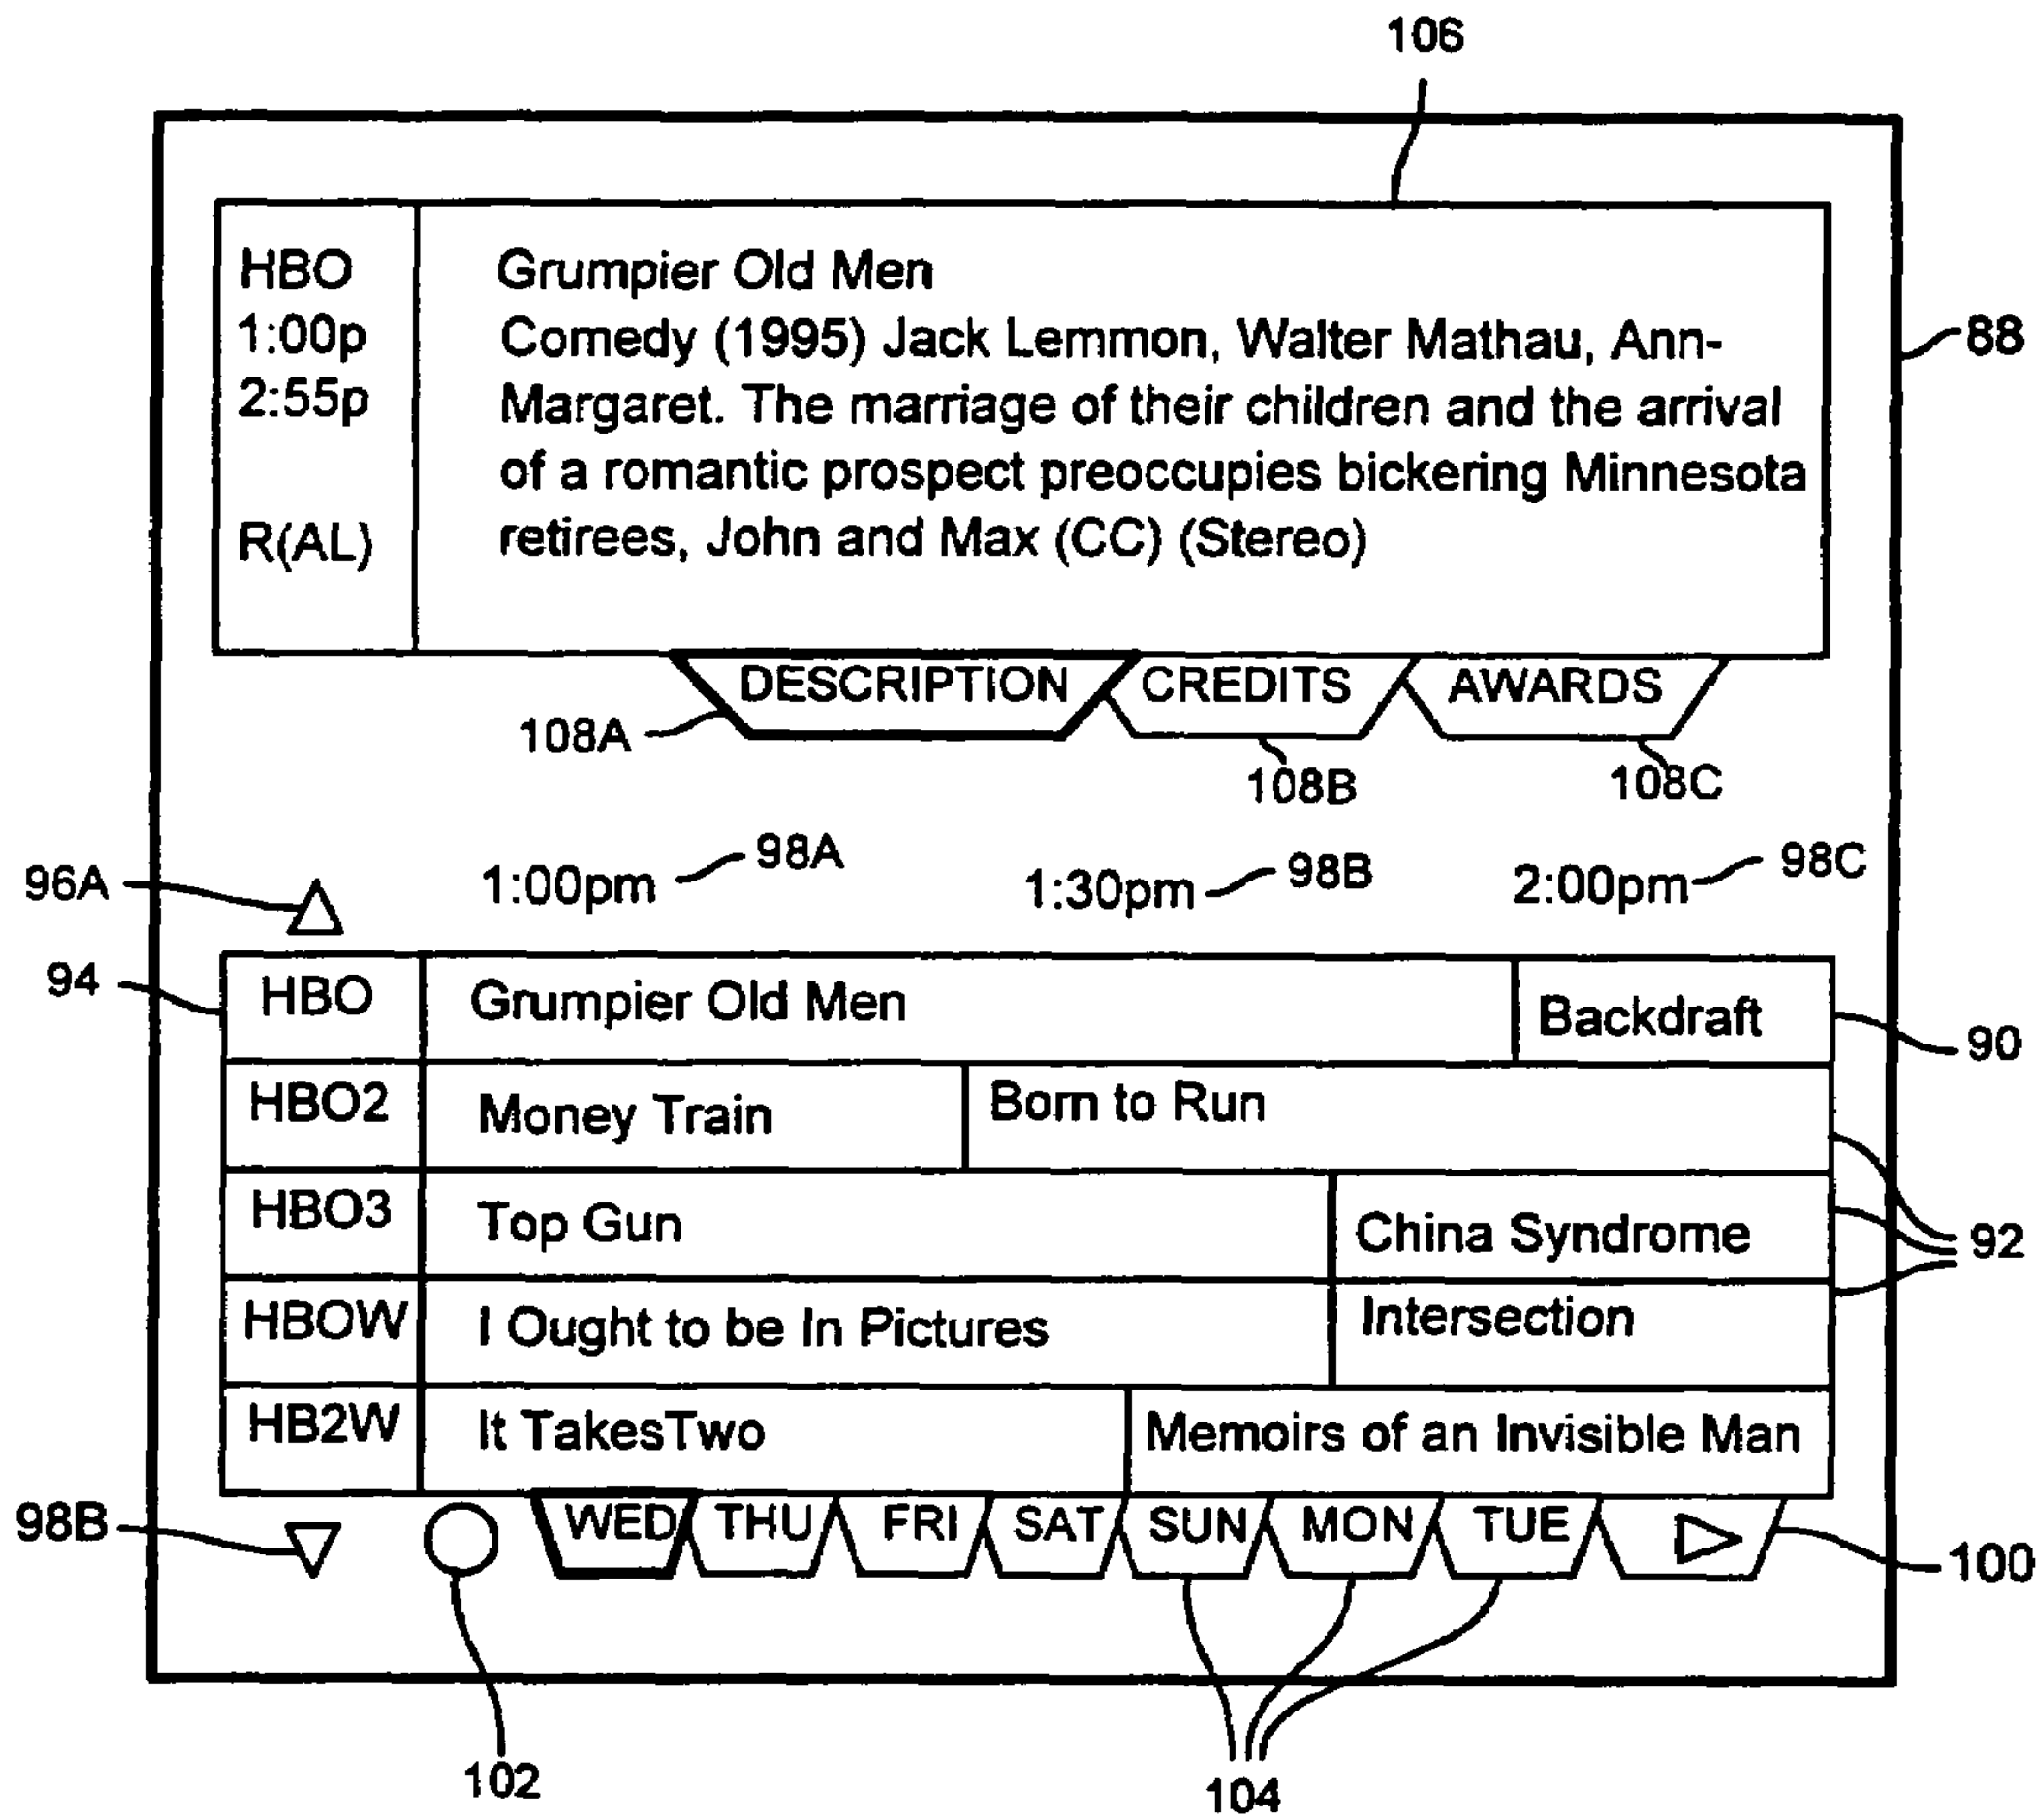 106
88
HBO
1:00p
2:55p
R(AL)
Grumpier Old Men
Comedy (1995) Jack Lemmon, Walter Mathau, Ann-
Margaret. The marriage of their children and the arrival
of a romantic prospect preoccupies bickering Minnesota
retirees, John and Max (CC) (Stereo)
DESCRIPTION CREDITS AWARDS
108A 108B 108C
96A 1:00pm 98A 1:30pm 98B 2:00pm 98C
94 HBO Grumpier Old Men Backdraft 90
HBO2 Money Train Born to Run
HBO3 Top Gun China Syndrome 92
HBOW I Ought to be In Pictures Intersection
HB2W It TakesTwo Memoirs of an Invisible Man
98B WED THU FRI SAT SUN MON TUE 100
102 104